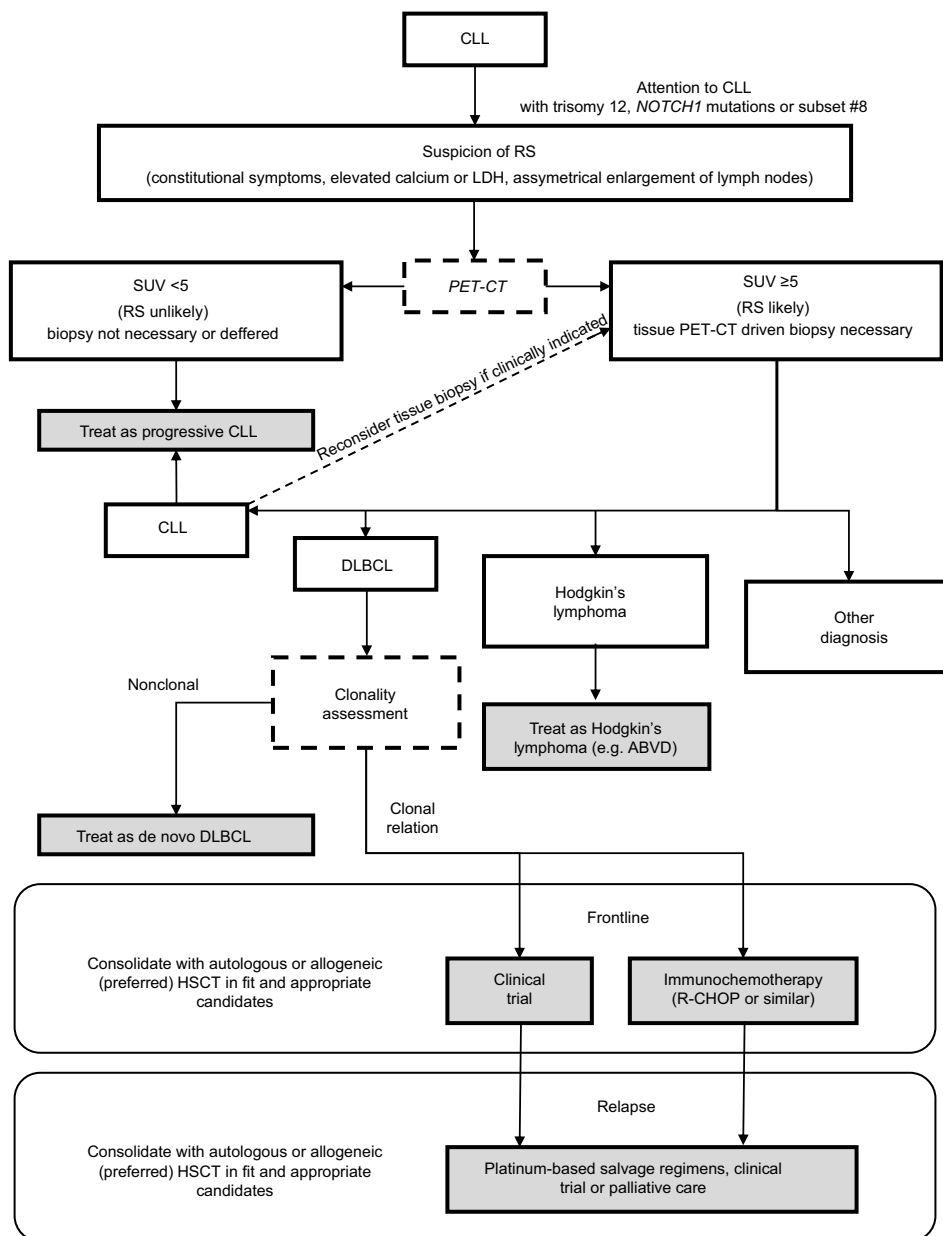 CLL
Attention to CLL
with trisomy 12, NOTCH1 mutations or subset #8
Suspicion of RS
(constitutional symptoms, elevated calcium or LDH, assymetrical enlargement of lymph nodes)
SUV <5
(RS unlikely)
biopsy not necessary or deffered
PET-CT
SUV ≥5
(RS likely)
tissue PET-CT driven biopsy necessary
Reconsider tissue biopsy if clinically indicated
Treat as progressive CLL
CLL
DLBCL
Hodgkin's
lymphoma
Other
diagnosis
Nonclonal
Clonality
assessment
Treat as Hodgkin's
lymphoma (e.g. ABVD)
Clonal
relation
Treat as de novo DLBCL
Frontline
Consolidate with autologous or allogeneic
(preferred) HSCT in fit and appropriate
candidates
Clinical
trial
Immunochemotherapy
(R-CHOP or similar)
Relapse
Consolidate with autologous or allogeneic
(preferred) HSCT in fit and appropriate
candidates
Platinum-based salvage regimens, clinical
trial or palliative care